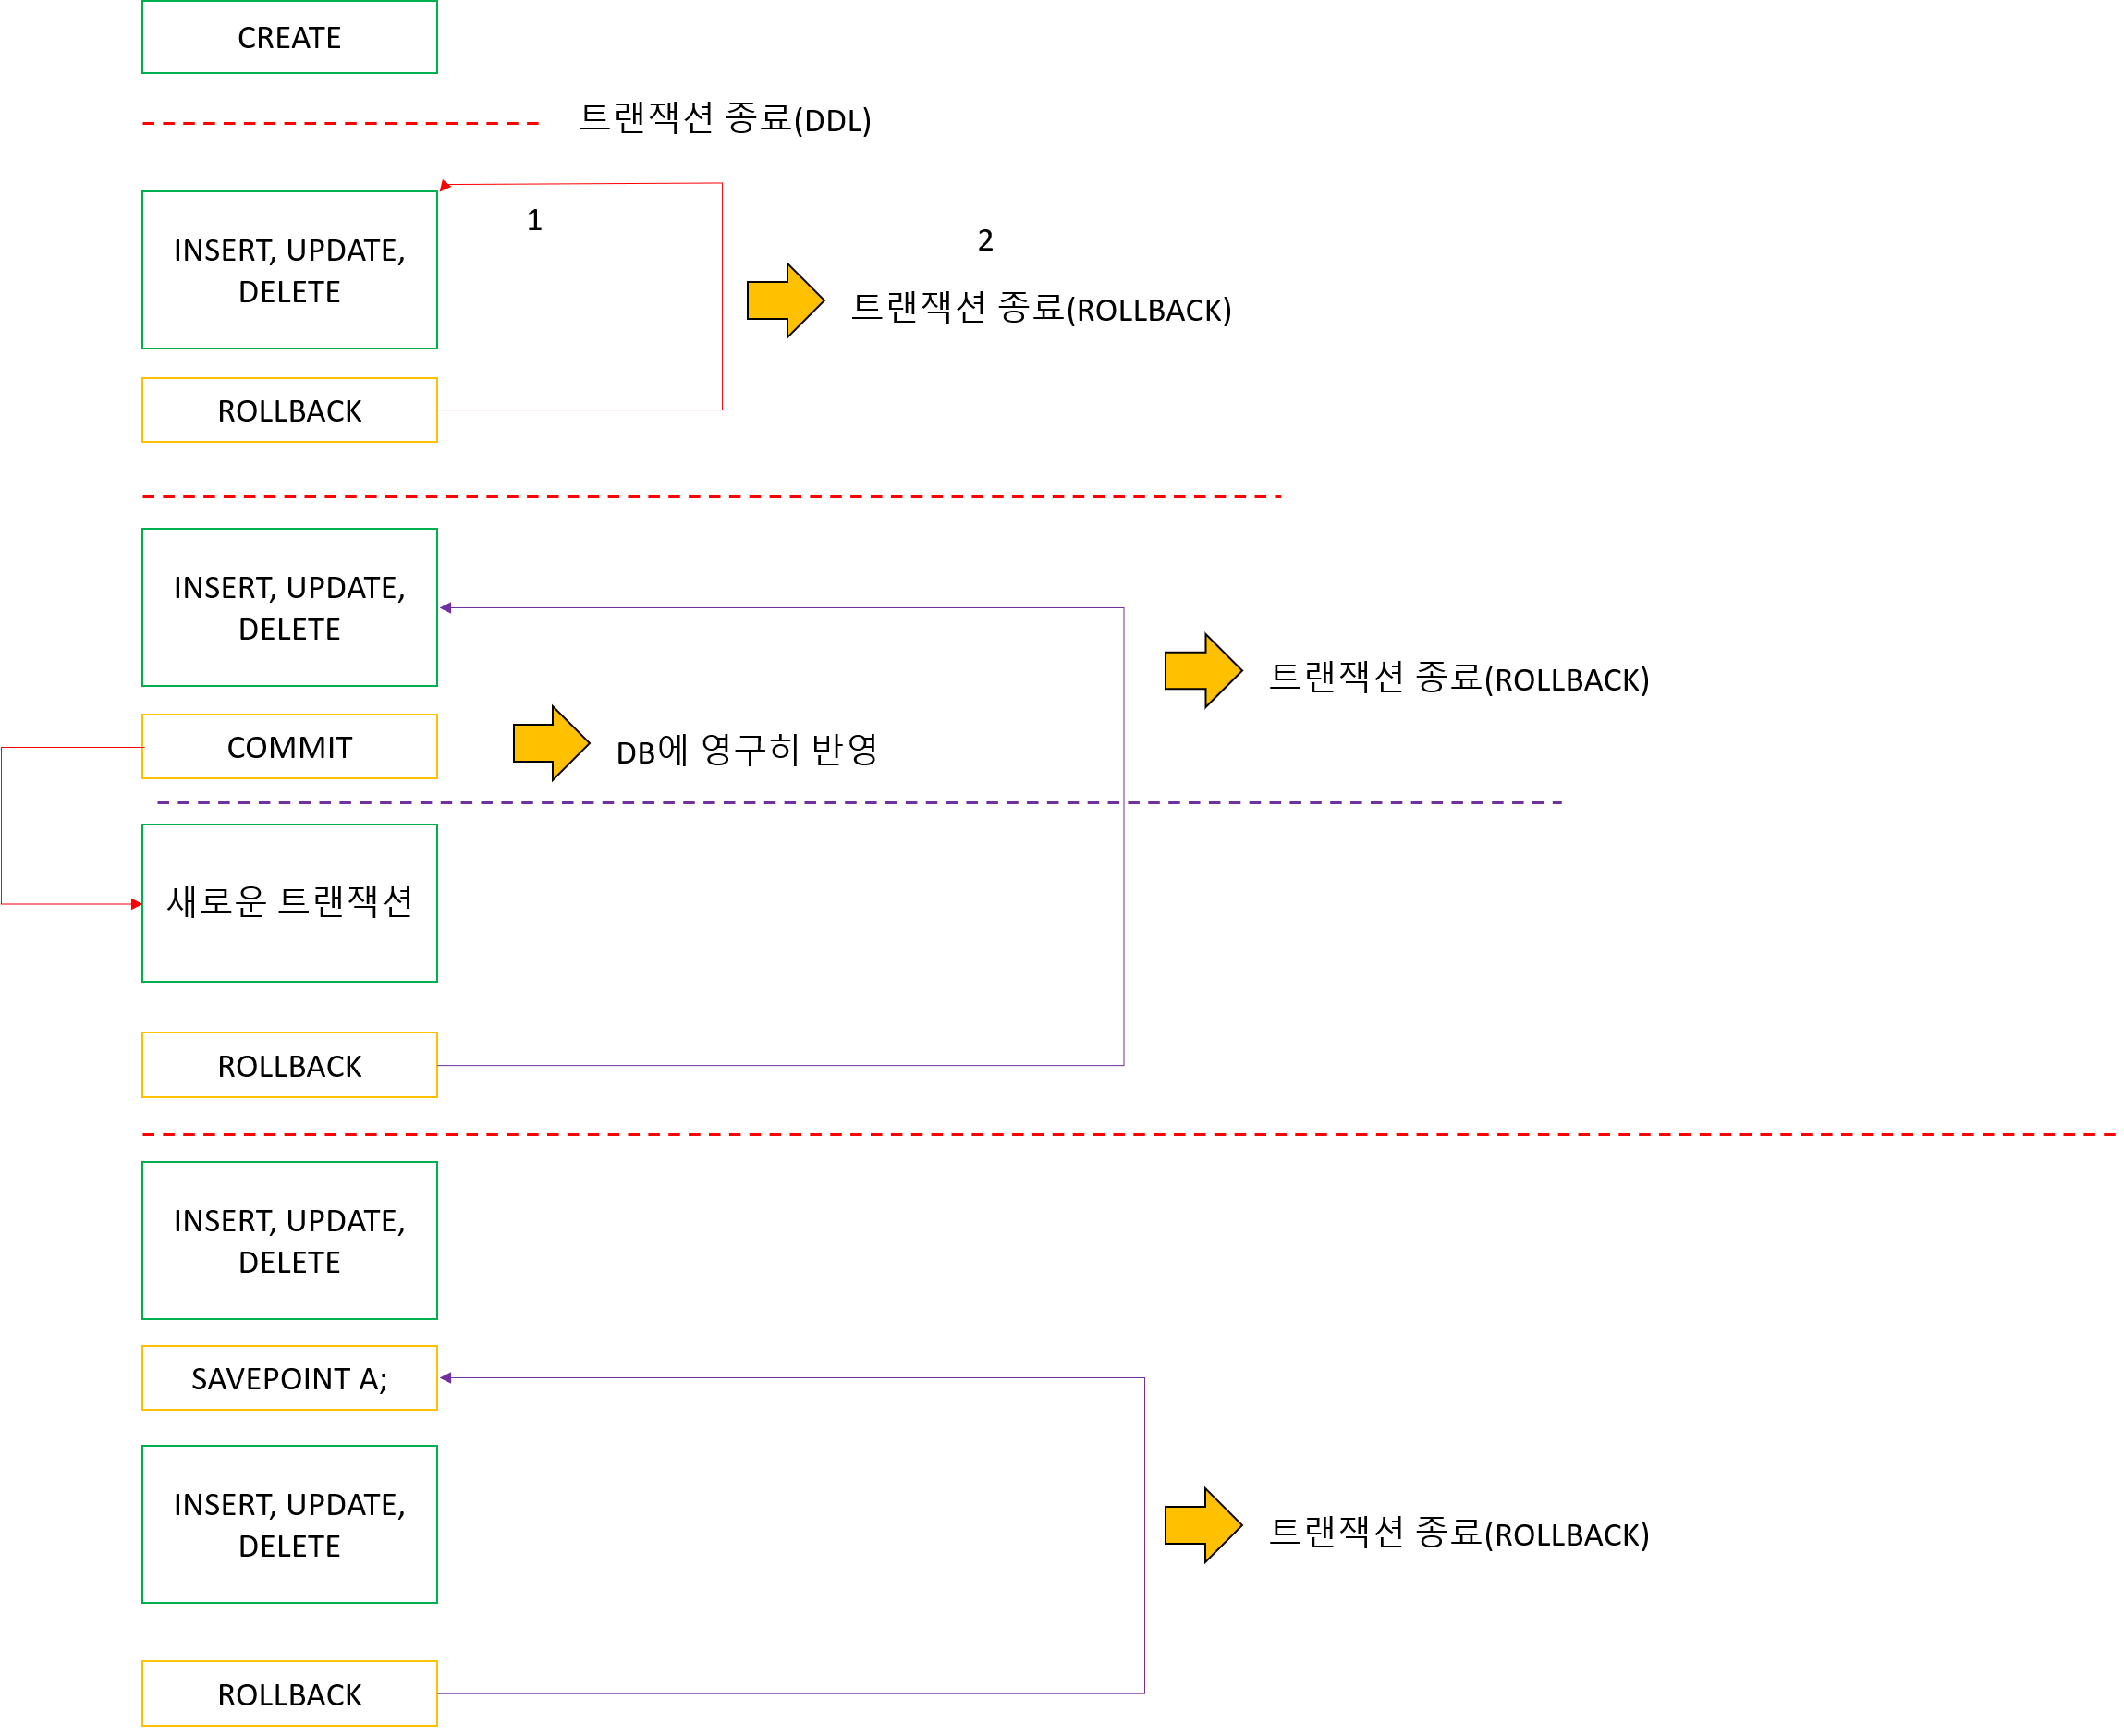 CREATE
트랜잭션 종료(DDL)
1
2
INSERT, UPDATE,
DELETE
트랜잭션 종료(ROLLBACK)
ROLLBACK
INSERT, UPDATE,
DELETE
트랜잭션 종료(ROLLBACK)
COMMIT
DB에 영구히 반영
새로운 트랜잭션
ROLLBACK
INSERT, UPDATE,
DELETE
SAVEPOINT A;
INSERT, UPDATE,
DELETE
트랜잭션 종료(ROLLBACK)
ROLLBACK